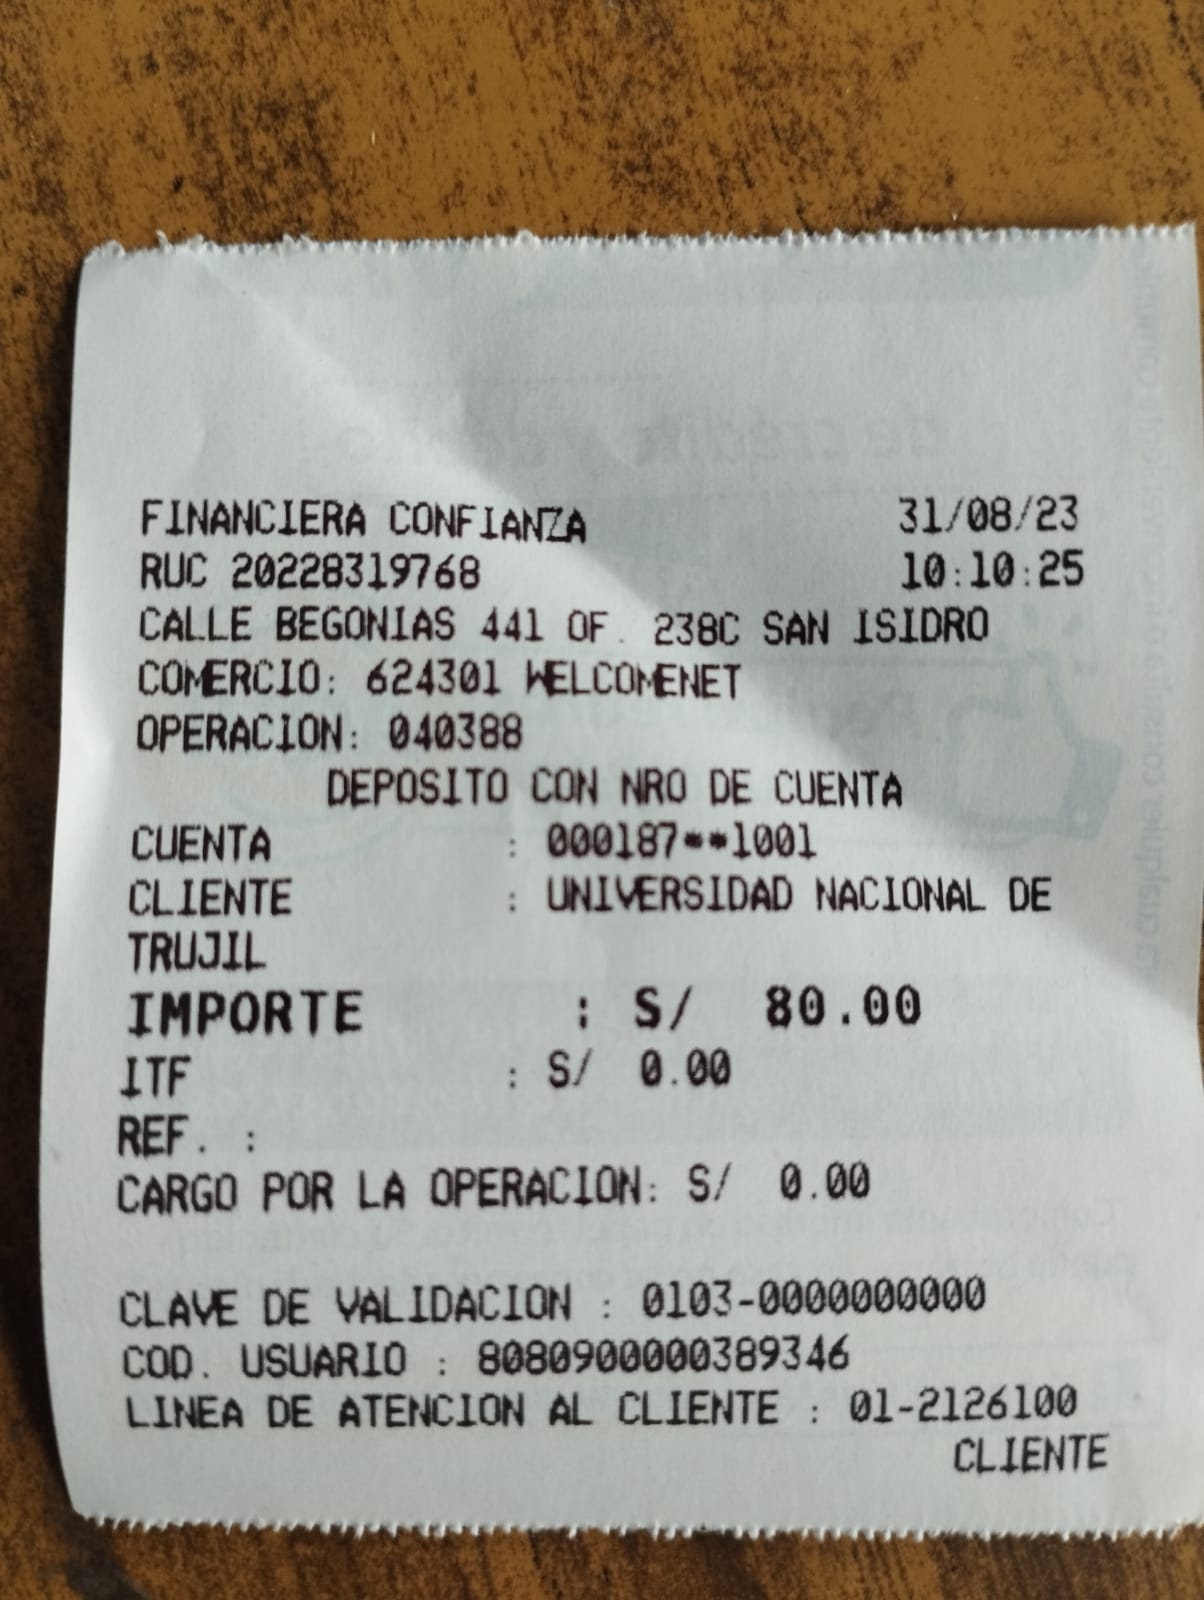 FINANCIERA CONFIANZA 31/08/23
RUC 20228319768 10:10:25
CALLE BEGONIAS 441 OF. 238C SAN ISIDRO
COMERCIO: 624301 WELCOMENET
OPERACION: 040388
DEPOSITO CON NRO DE CUENTA
CUENTA : 000187**1001
CLIENTE : UNIVERSIDAD NACIONAL DE
TRUJIL
IMPORTE : S/ 80.00
ITF : S/ 0.00
REF. :
CARGO POR LA OPERACION: S/ 0.00
CLAVE DE VALIDACION : 0103-0000000000
COD. USUARIO : 8080900000389346
LINEA DE ATENCION AL CLIENTE : 01-2126100
CLIENTE